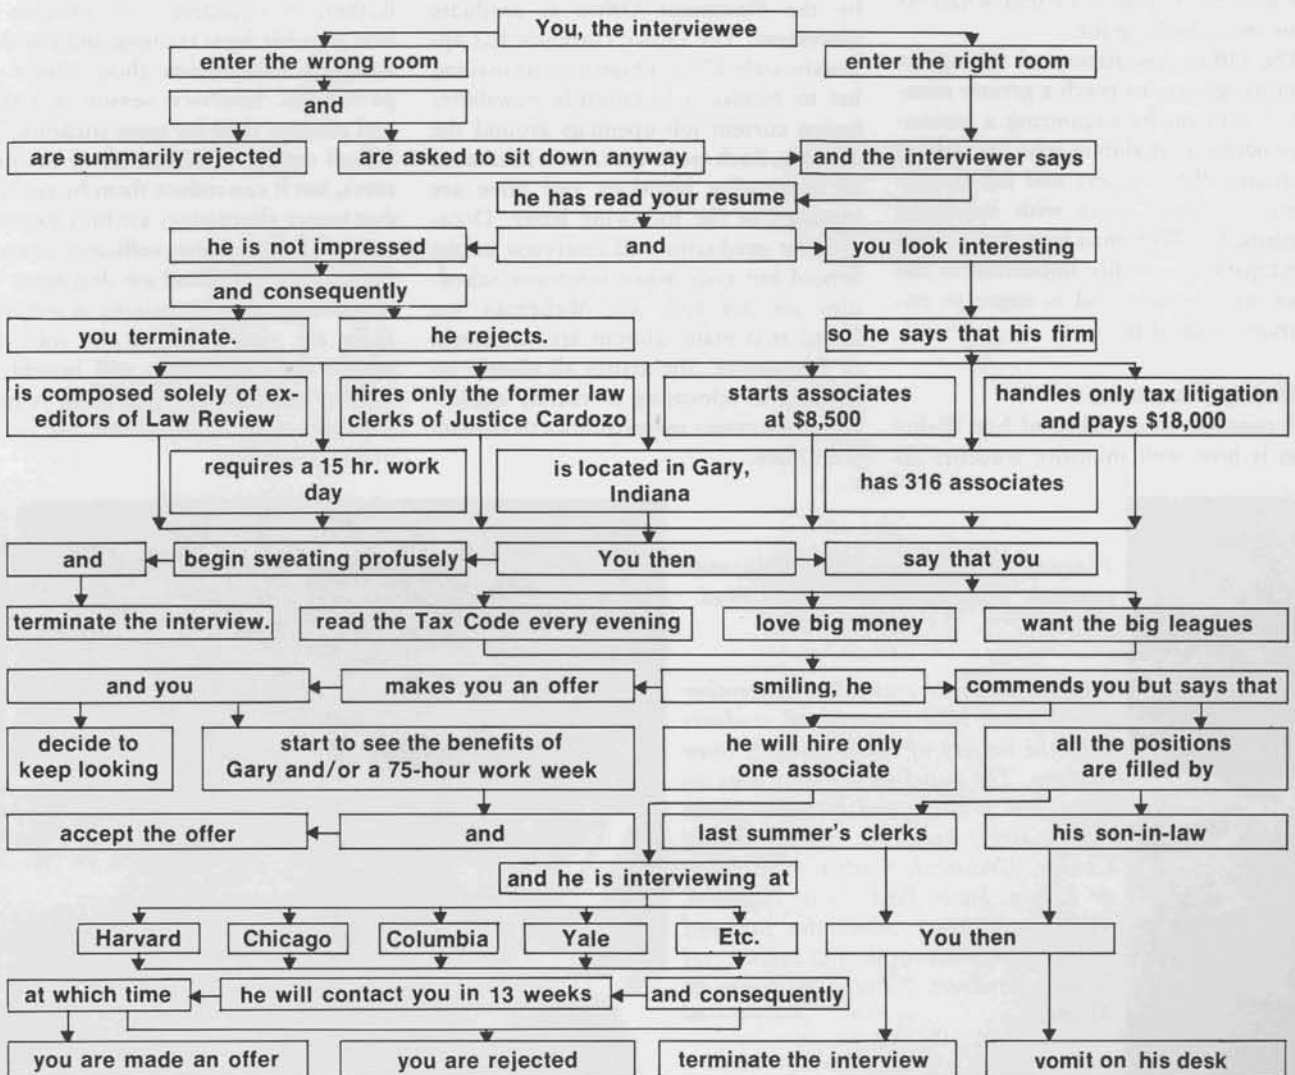 You, the interviewee
enter the wrong room
enter the right room
and
are summarily rejected
are asked to sit down anyway
and the interviewer says
he has read your resume
he is not impressed
and
you look interesting
and consequently
you terminate.
he rejects.
so he says that his firm
is composed solely of ex-
editors of Law Review
hires only the former law
clerks of Justice Cardozo
starts associates
at $8,500
handles only tax litigation
and pays $18,000
requires a 15 hr. work
day
is located in Gary,
Indiana
has 316 associates
and
begin sweating profusely
You then
say that you
terminate the interview.
read the Tax Code every evening
love big money
want the big leagues
and you
makes you an offer
smiling, he
commends you but says that
decide to
keep looking
start to see the benefits of
Gary and/or a 75-hour work week
he will hire only
one associate
all the positions
are filled by
accept the offer
and
last summer's clerks
his son-in-law
and he is interviewing at
Harvard
Chicago
Columbia
Yale
Etc.
You then
at which time
he will contact you in 13 weeks
and consequently
you are made an offer
you are rejected
terminate the interview
vomit on his desk